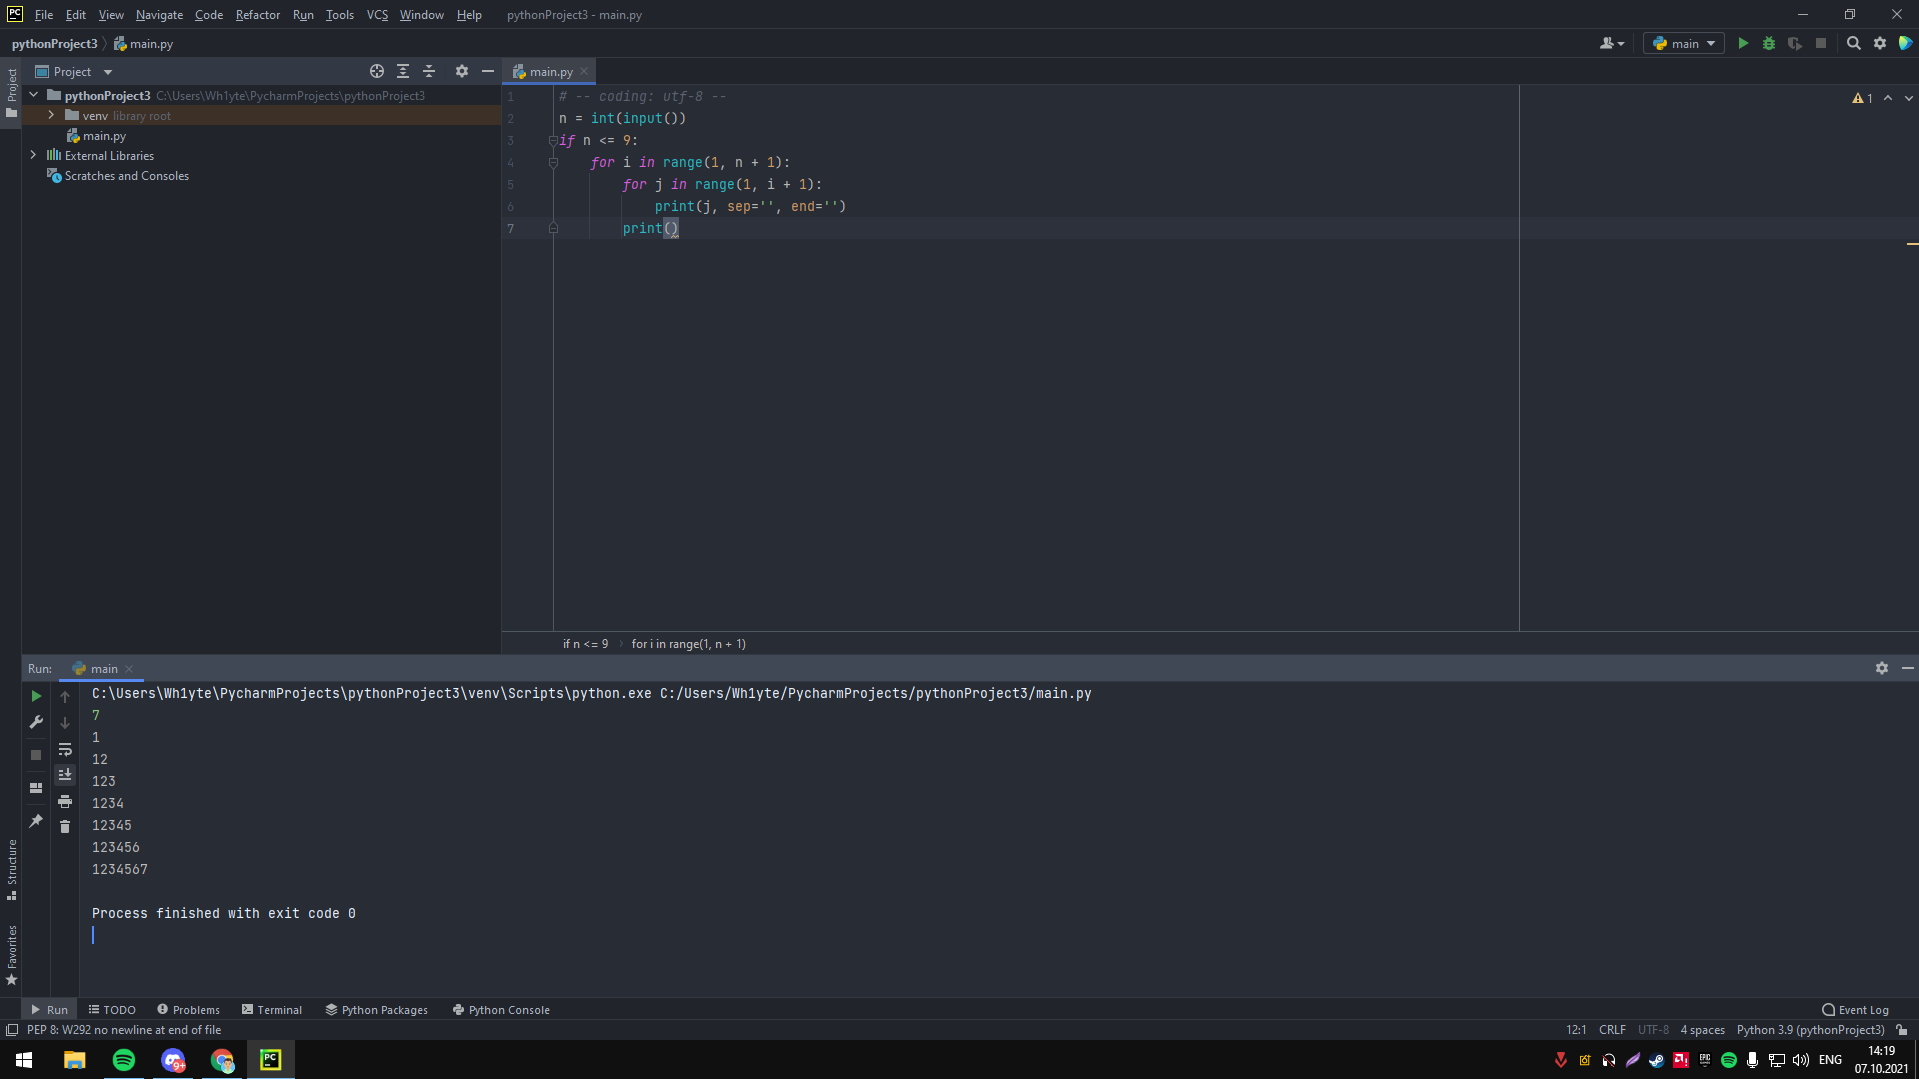 PC File Edit View Navigate Code Refactor Run Tools VCS Window Help pythonProject3 - main.py
pythonProject3 main.py
main
Project
Project
main.py
pythonProject3 C:\Users\Wh1yte\PycharmProjects\pythonProject3
venv library root
main.py
External Libraries
Scratches and Consoles
1 # -- coding: utf-8 --
2 n = int(input())
3 if n <= 9:
4 for i in range(1, n + 1):
5 for j in range(1, i + 1):
6 print(j, sep='', end='')
7 print()
1
if n <= 9 for i in range(1, n + 1)
Run: main
C:\Users\Wh1yte\PycharmProjects\pythonProject3\venv\Scripts\python.exe C:/Users/Wh1yte/PycharmProjects/pythonProject3/main.py
7
1
12
123
1234
12345
123456
1234567
Process finished with exit code 0
Structure
Favorites
Run TODO Problems Terminal Python Packages Python Console Event Log
PEP 8: W292 no newline at end of file 12:1 CRLF UTF-8 4 spaces Python 3.9 (pythonProject3)
9+ PC EPIC ENG 14:19
07.10.2021